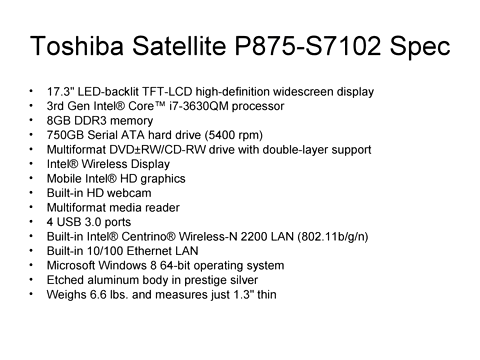 Toshiba Satellite P875-S7102 Spec
• 17.3" LED-backlit TFT-LCD high-definition widescreen display
• 3rd Gen Intel® Core™ i7-3630QM processor
• 8GB DDR3 memory
• 750GB Serial ATA hard drive (5400 rpm)
• Multiformat DVD±RW/CD-RW drive with double-layer support
• Intel® Wireless Display
• Mobile Intel® HD graphics
• Built-in HD webcam
• Multiformat media reader
• 4 USB 3.0 ports
• Built-in Intel® Centrino® Wireless-N 2200 LAN (802.11b/g/n)
• Built-in 10/100 Ethernet LAN
• Microsoft Windows 8 64-bit operating system
• Etched aluminum body in prestige silver
• Weighs 6.6 lbs. and measures just 1.3" thin